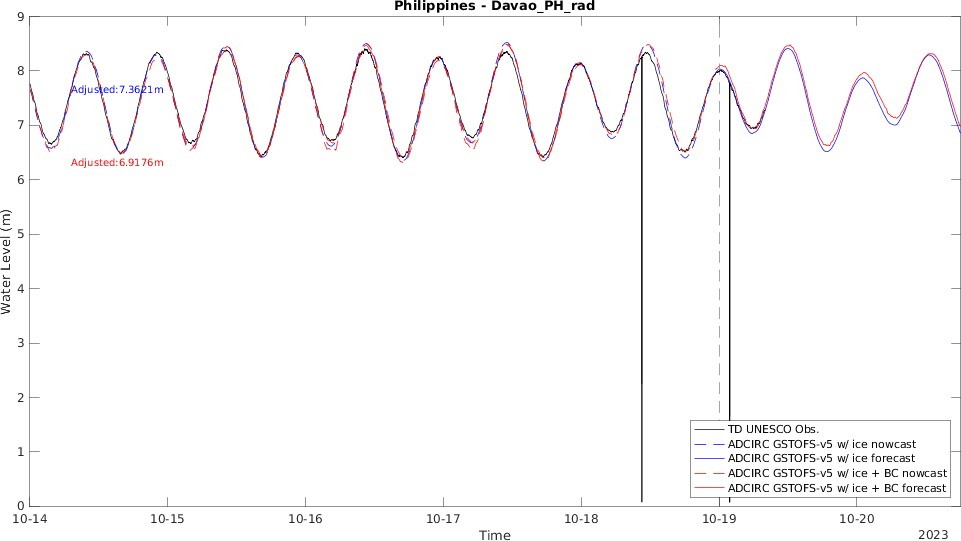 Philippines - Davao_PH_rad
9
8
7
6
5
4
3
2
1
0
Water Level (m)
Adjusted:7.3621m
Adjusted:6.9176m
TD UNESCO Obs.
ADCIRC GSTOFS-v5 w/ ice nowcast
ADCIRC GSTOFS-v5 w/ ice forecast
ADCIRC GSTOFS-v5 w/ ice + BC nowcast
ADCIRC GSTOFS-v5 w/ ice + BC forecast
10-14 10-15 10-16 10-17 10-18 10-19 10-20
Time
2023